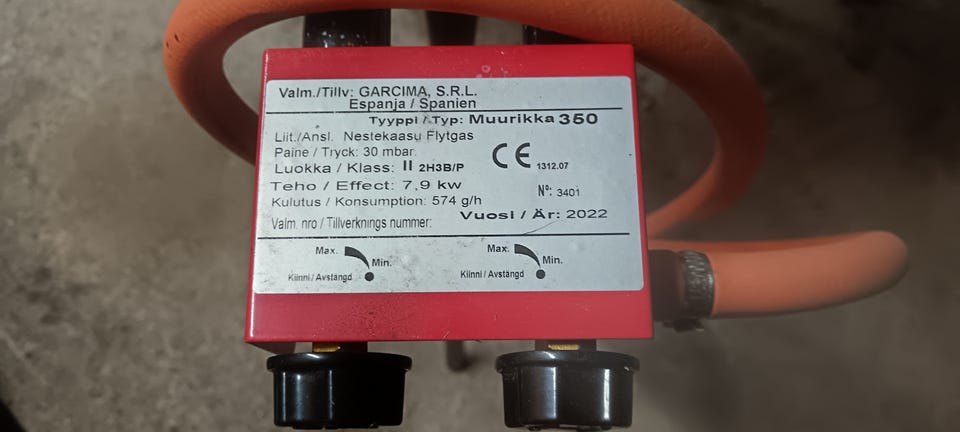 Valm./Tillv: GARCIMA, S.R.L.
Espanja / Spanien
Tyyppi / Typ: Muurikka 350
Liit./Ansl. Nestekaasu Flytgas
Paine / Tryck: 30 mbar.
CE 1312.07
Luokka / Klass: II 2H3B/P
Teho / Effect: 7,9 kw
Nº: 3401
Kulutus / Konsumption: 574 g/h
Valm. nro / Tillverknings nummer:
Vuosi / Är: 2022
Max. Max.
Min. Min.
Kiinni / Avstängd Kiinni / Avstängd